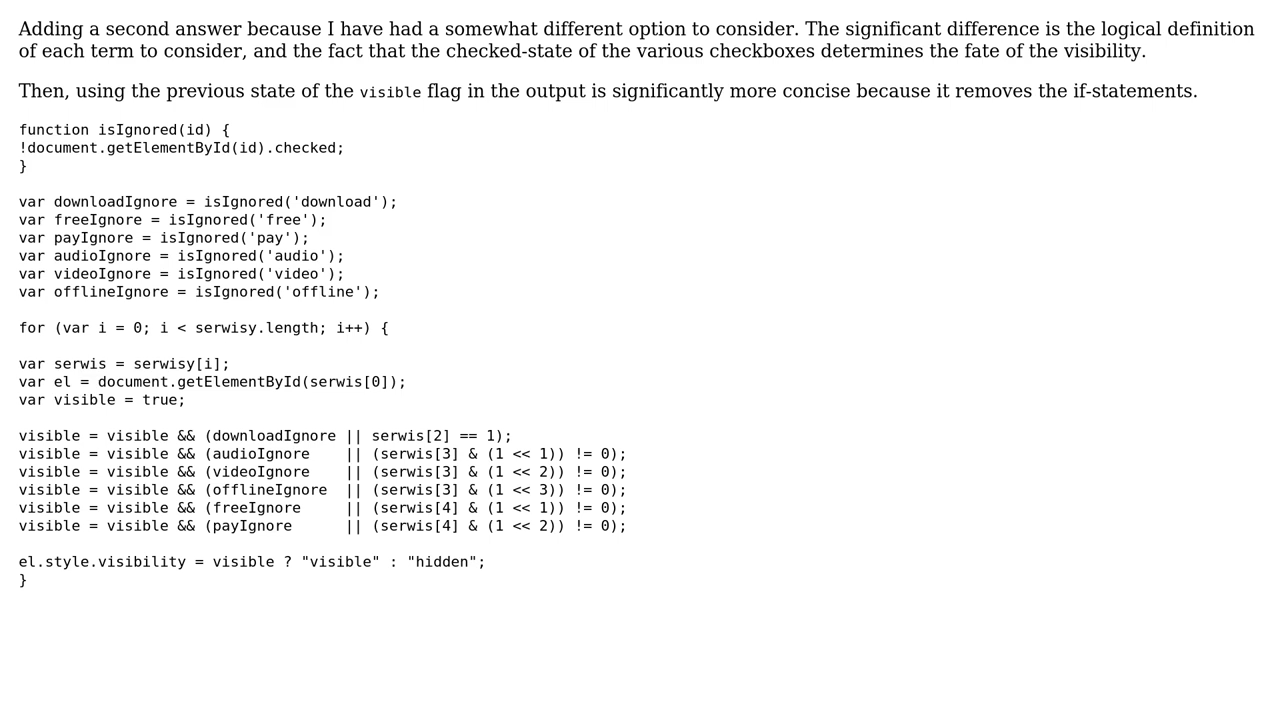 Adding a second answer because I have had a somewhat different option to consider. The significant difference is the logical definition
of each term to consider, and the fact that the checked-state of the various checkboxes determines the fate of the visibility.
Then, using the previous state of the visible flag in the output is significantly more concise because it removes the if-statements.
function isIgnored(id) {
!document.getElementById(id).checked;
}
var downloadIgnore = isIgnored('download');
var freeIgnore = isIgnored('free');
var payIgnore = isIgnored('pay');
var audioIgnore = isIgnored('audio');
var videoIgnore = isIgnored('video');
var offlineIgnore = isIgnored('offline');
for (var i = 0; i < serwisy.length; i++) {
var serwis = serwisy[i];
var el = document.getElementById(serwis[0]);
var visible = true;
visible = visible && (downloadIgnore || serwis[2] == 1);
visible = visible && (audioIgnore    || (serwis[3] & (1 << 1)) != 0);
visible = visible && (videoIgnore    || (serwis[3] & (1 << 2)) != 0);
visible = visible && (offlineIgnore  || (serwis[3] & (1 << 3)) != 0);
visible = visible && (freeIgnore     || (serwis[4] & (1 << 1)) != 0);
visible = visible && (payIgnore      || (serwis[4] & (1 << 2)) != 0);
el.style.visibility = visible ? "visible" : "hidden";
}